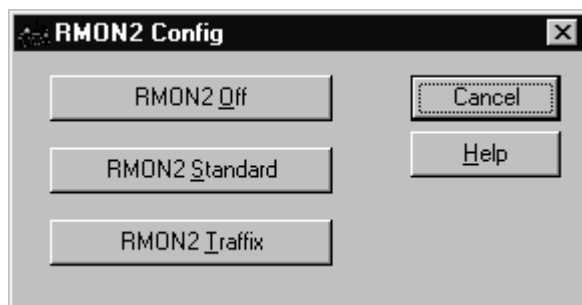 RMON2 Config
RMON2 Off
Cancel
RMON2 Standard
Help
RMON2 Traffix